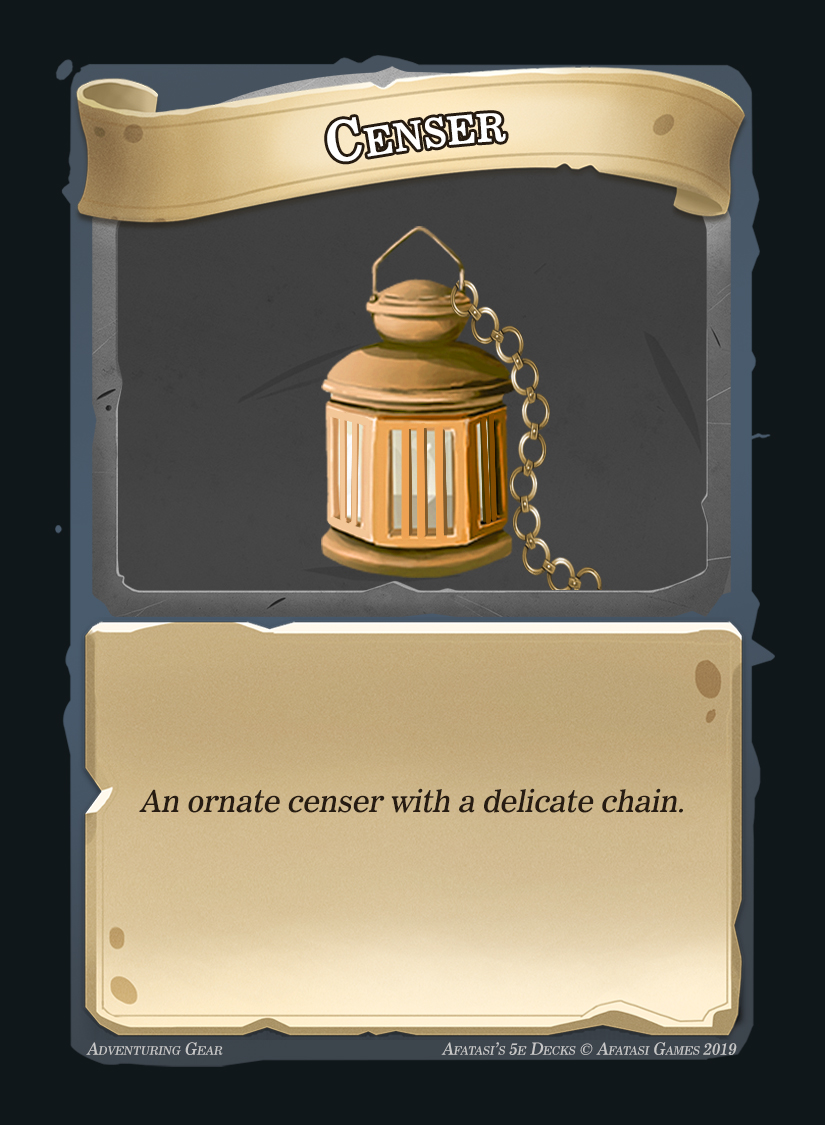 Censer
An ornate censer with a delicate chain.
Adventuring Gear
Afatasi's 5e Decks © Afatasi Games 2019